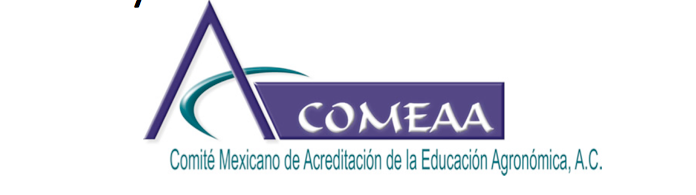 COMEAA
Comité Mexicano de Acreditación de la Educación Agronómica, A.C.